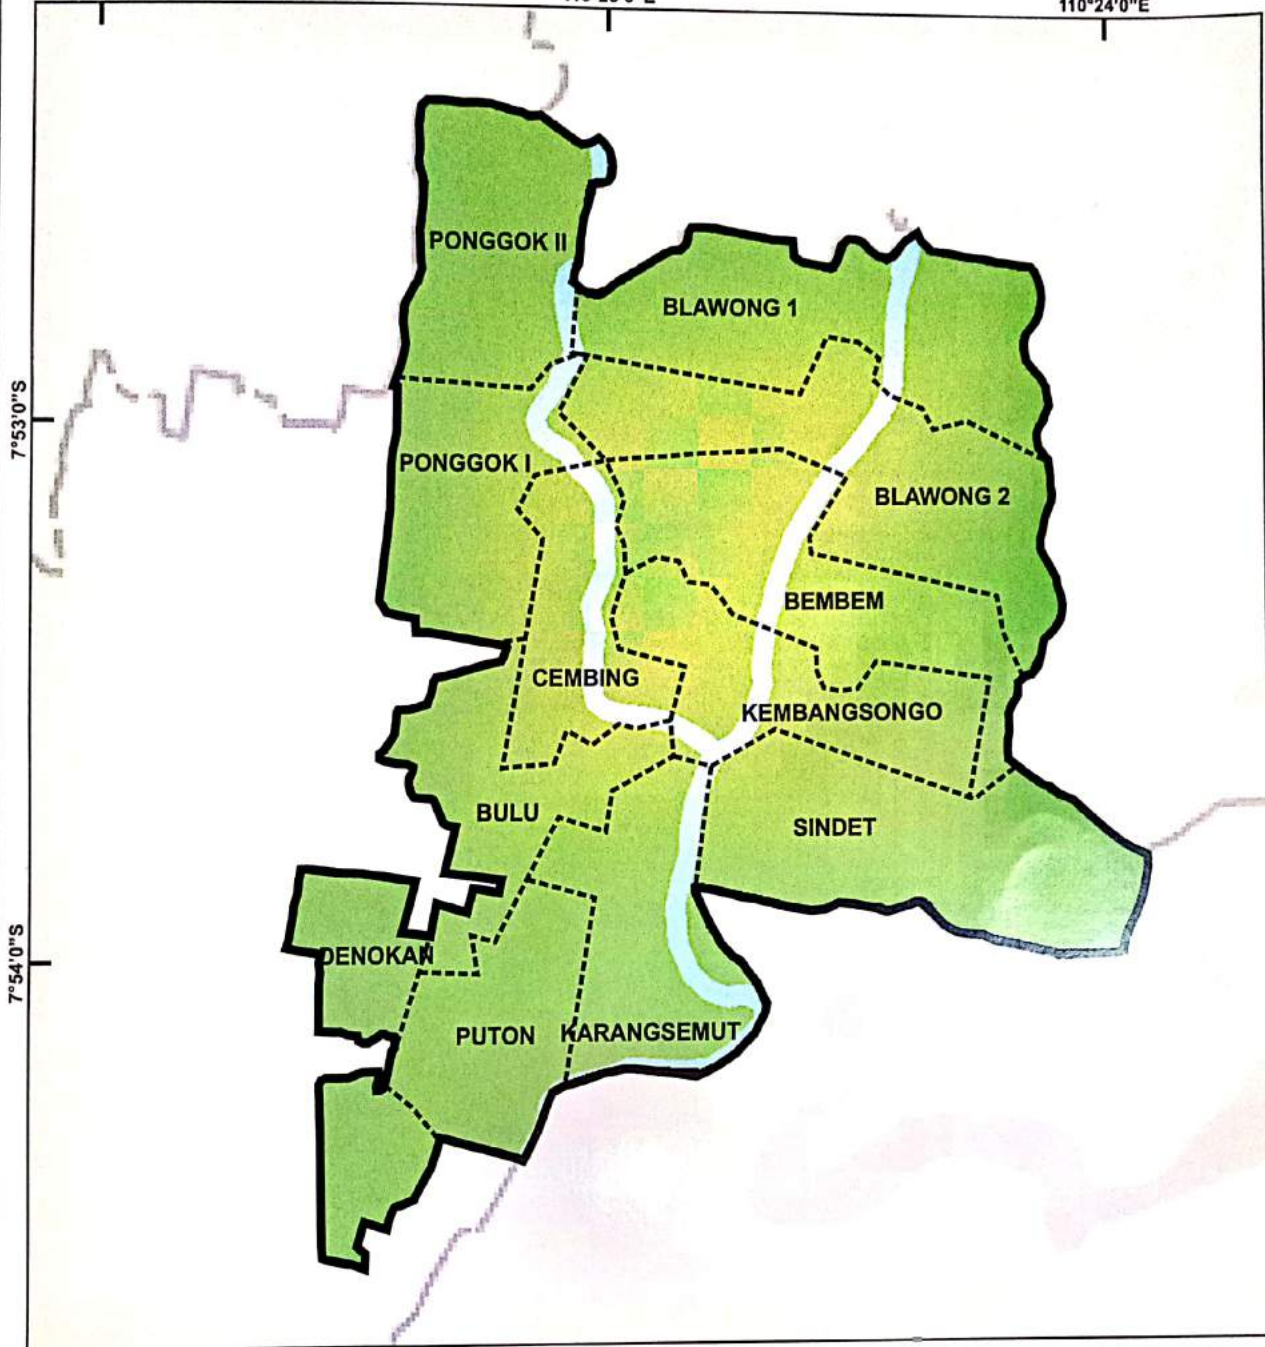 110°24'0"E
PONGGOK II
BLAWONG 1
7°53'0"S
PONGGOK I
BLAWONG 2
BEMBEM
CEMBING
KEMBANGSONGO
BULU
SINDET
DENOKAN
7°54'0"S
PUTON
KARANGSEMUT